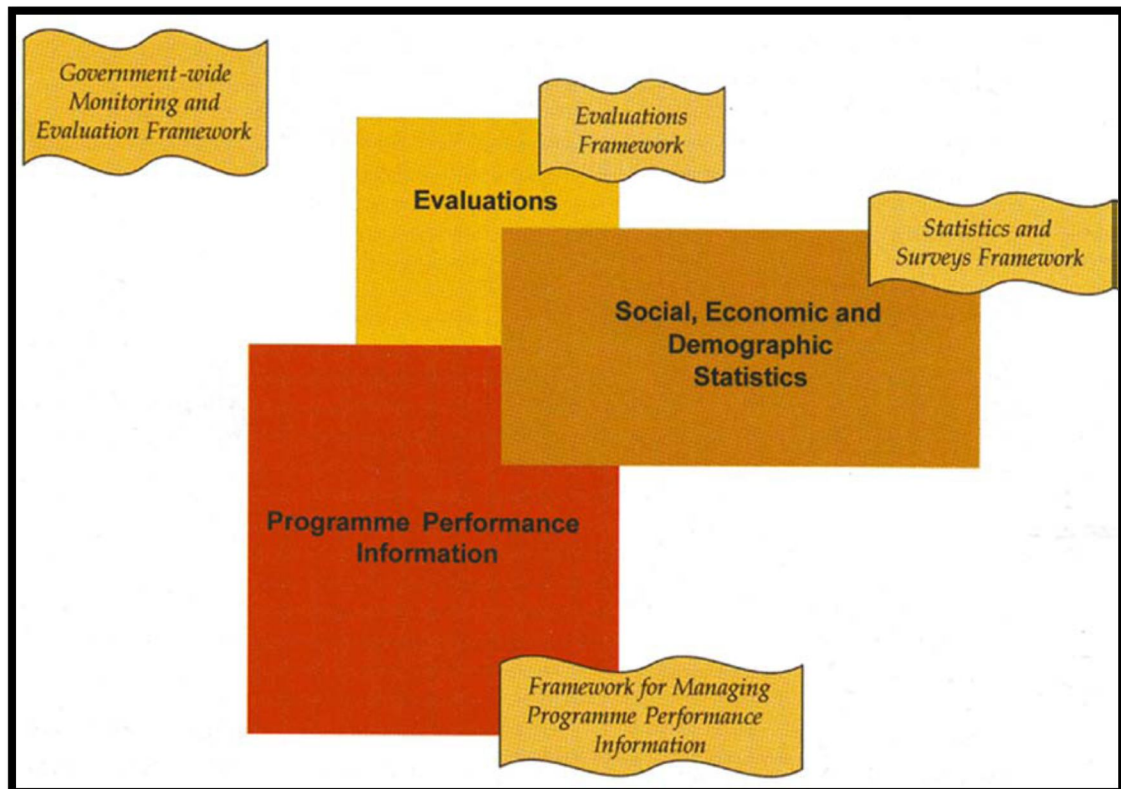 Government-wide
Monitoring and
Evaluation Framework
Evaluations
Framework
Evaluations
Statistics and
Surveys Framework
Social, Economic and
Demographic
Statistics
Programme Performance
Information
Framework for Managing
Programme Performance
Information